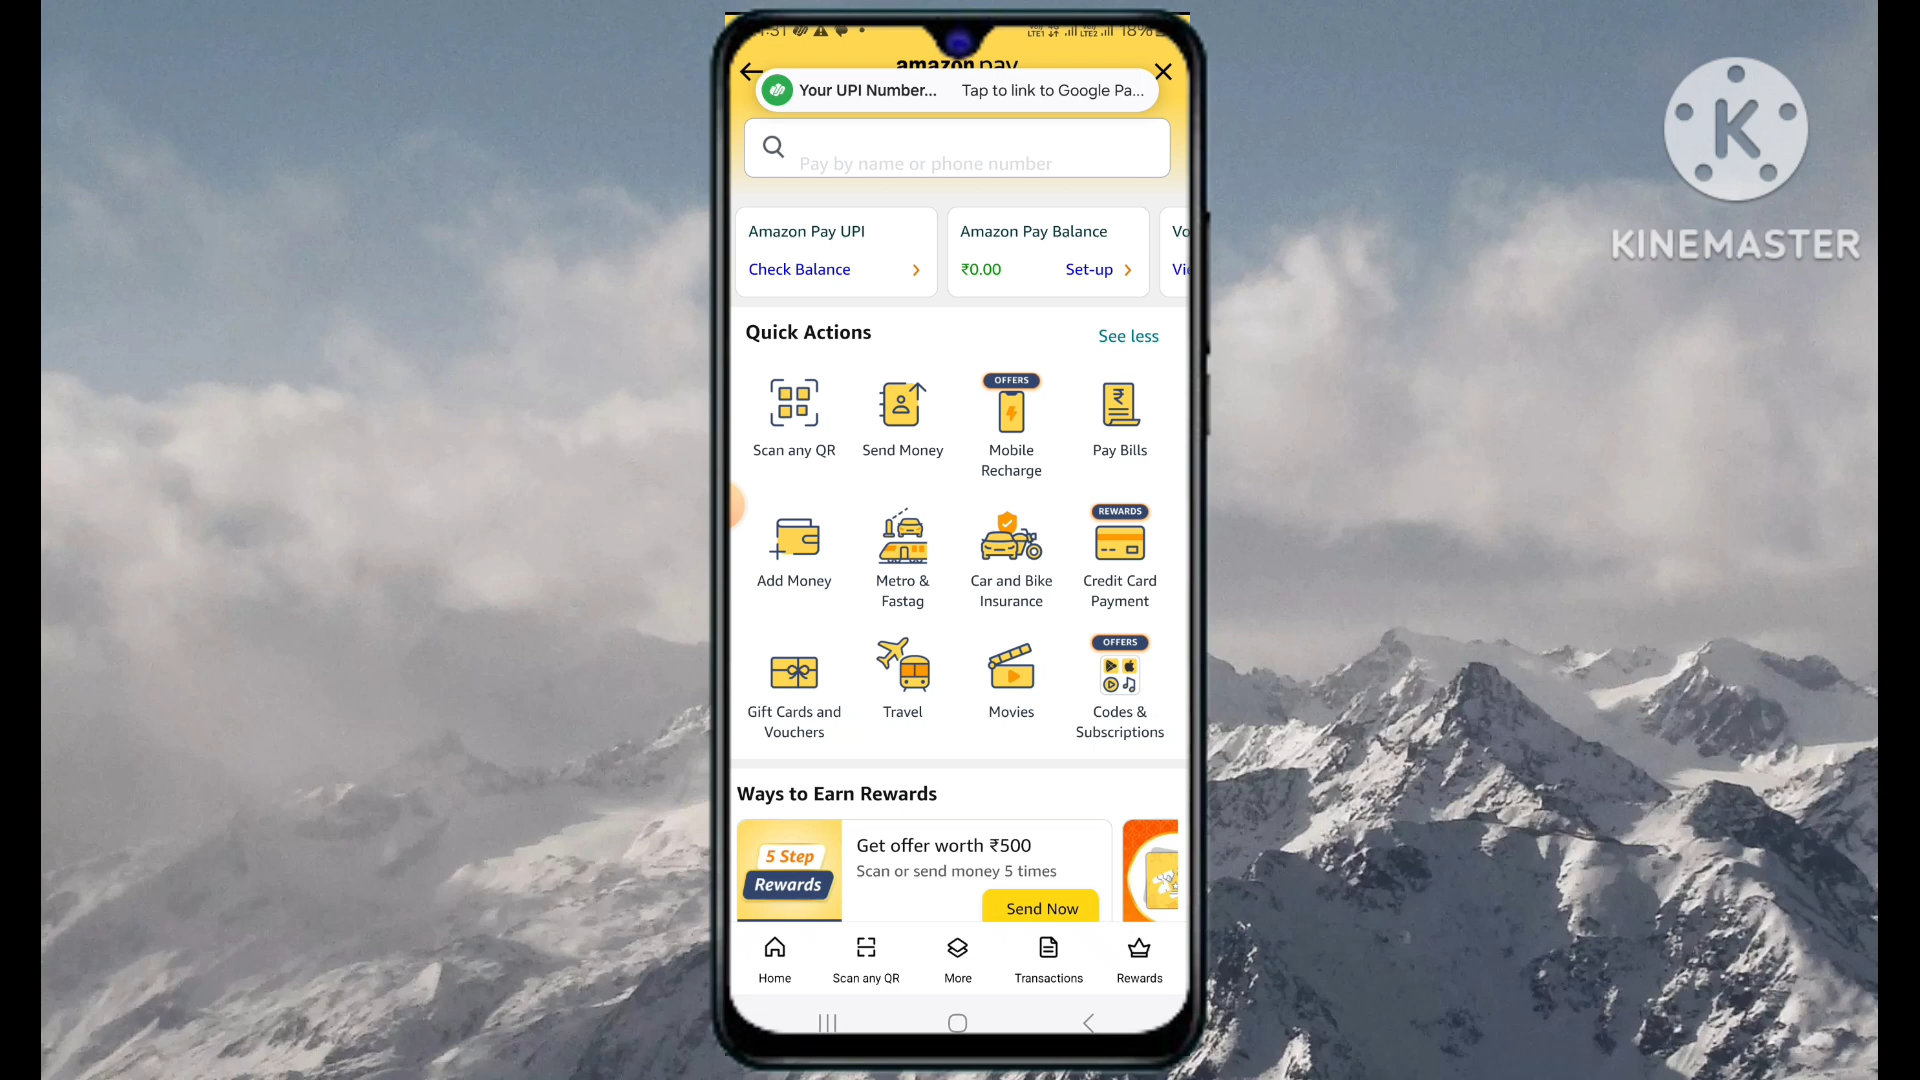 :31 18%
LTE1 LTE2
amazon pay
Your UPI Number... Tap to link to Google Pa...
Pay by name or phone number
Amazon Pay UPI
Check Balance
Amazon Pay Balance
₹0.00 Set-up
Vo
Vi
Quick Actions
See less
Scan any QR
Send Money
OFFERS
Mobile
Recharge
Pay Bills
Add Money
Metro &
Fastag
Car and Bike
Insurance
REWARDS
Credit Card
Payment
Gift Cards and
Vouchers
Travel
Movies
OFFERS
Codes &
Subscriptions
Ways to Earn Rewards
5 Step
Rewards
Get offer worth ₹500
Scan or send money 5 times
Send Now
Home
Scan any QR
More
Transactions
Rewards
K
KINEMASTER